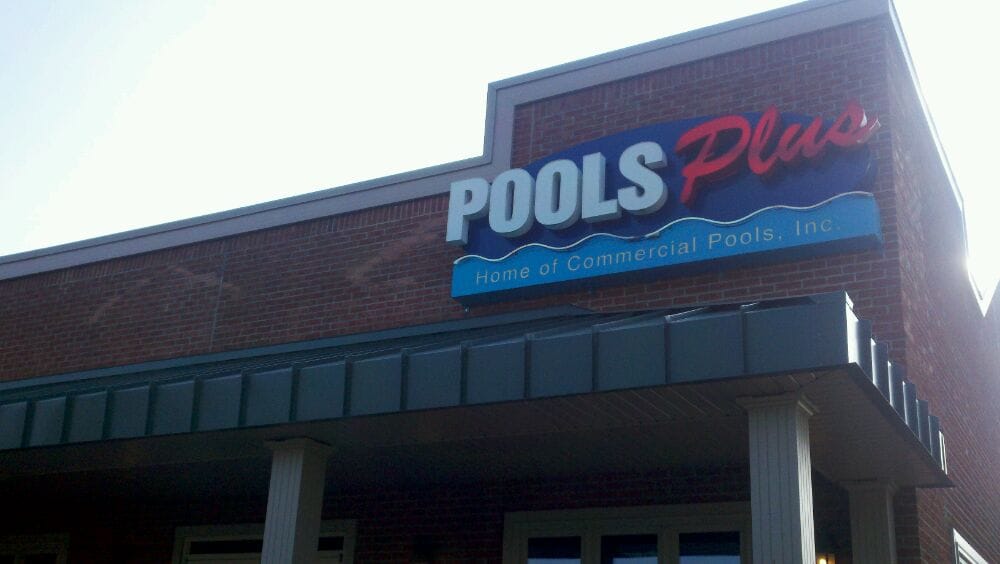 POOLS Plus
Home of Commercial Pools, Inc.